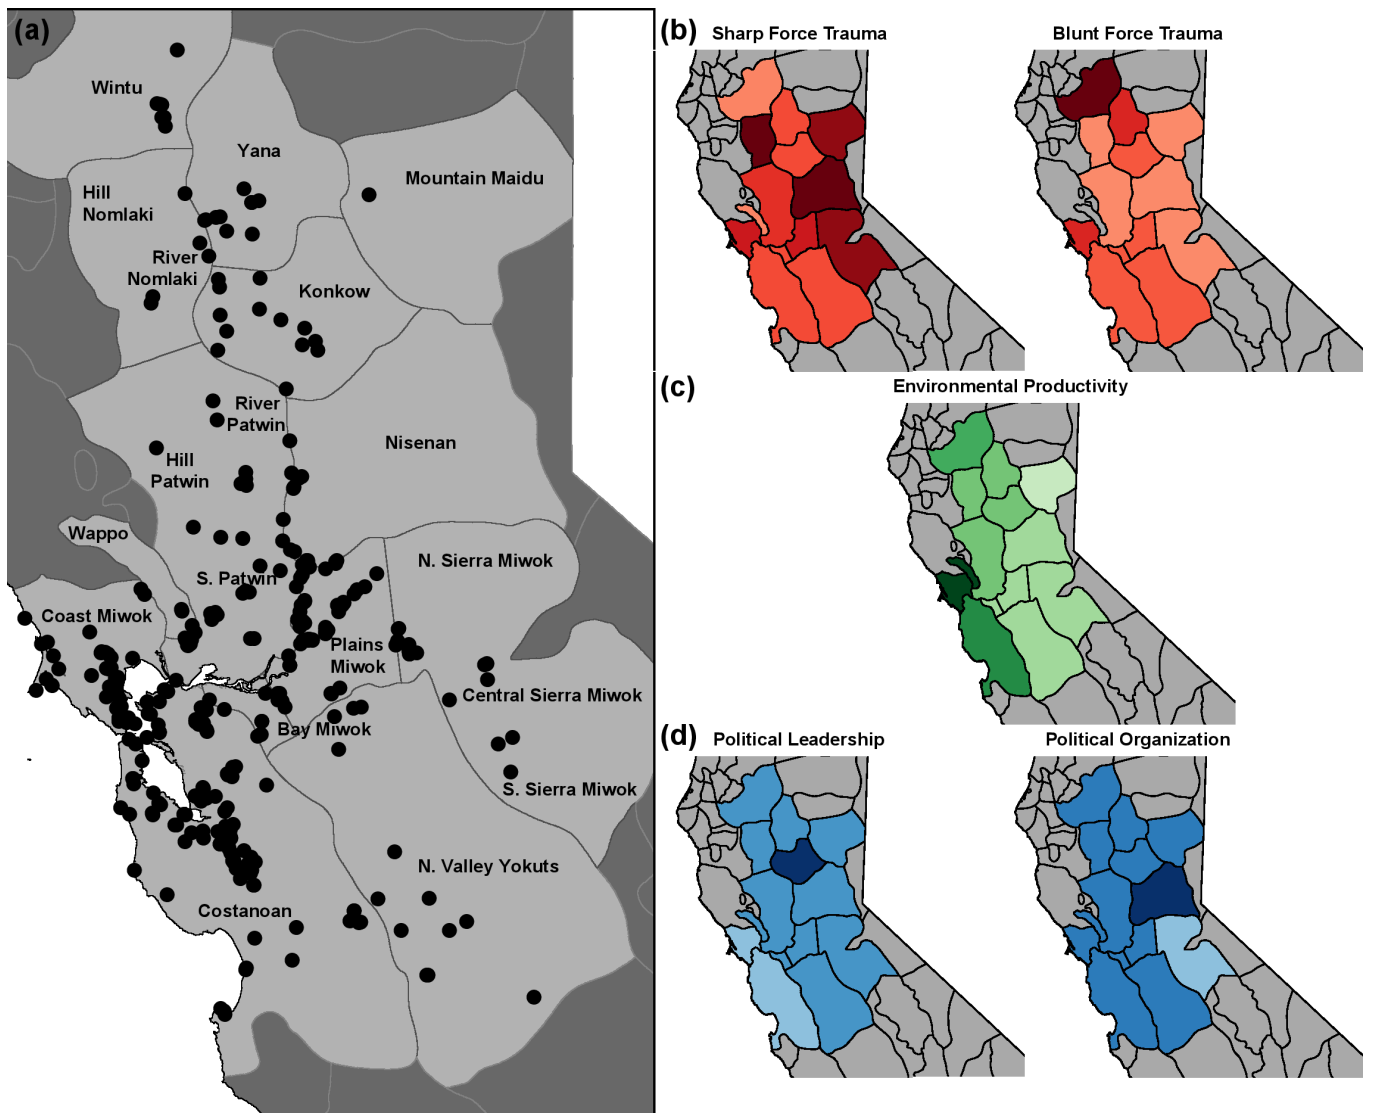 (a)
Wintu
Yana
Mountain Maidu
Hill
Nomlaki
River
Nomlaki
Konkow
River
Patwin
Nisenan
Hill
Patwin
Wappo
N. Sierra Miwok
S. Patwin
Coast Miwok
Plains
Miwok
Central Sierra Miwok
Bay Miwok
S. Sierra Miwok
N. Valley Yokuts
Costanoan
(b)
Sharp Force Trauma
Blunt Force Trauma
(c)
Environmental Productivity
(d)
Political Leadership
Political Organization